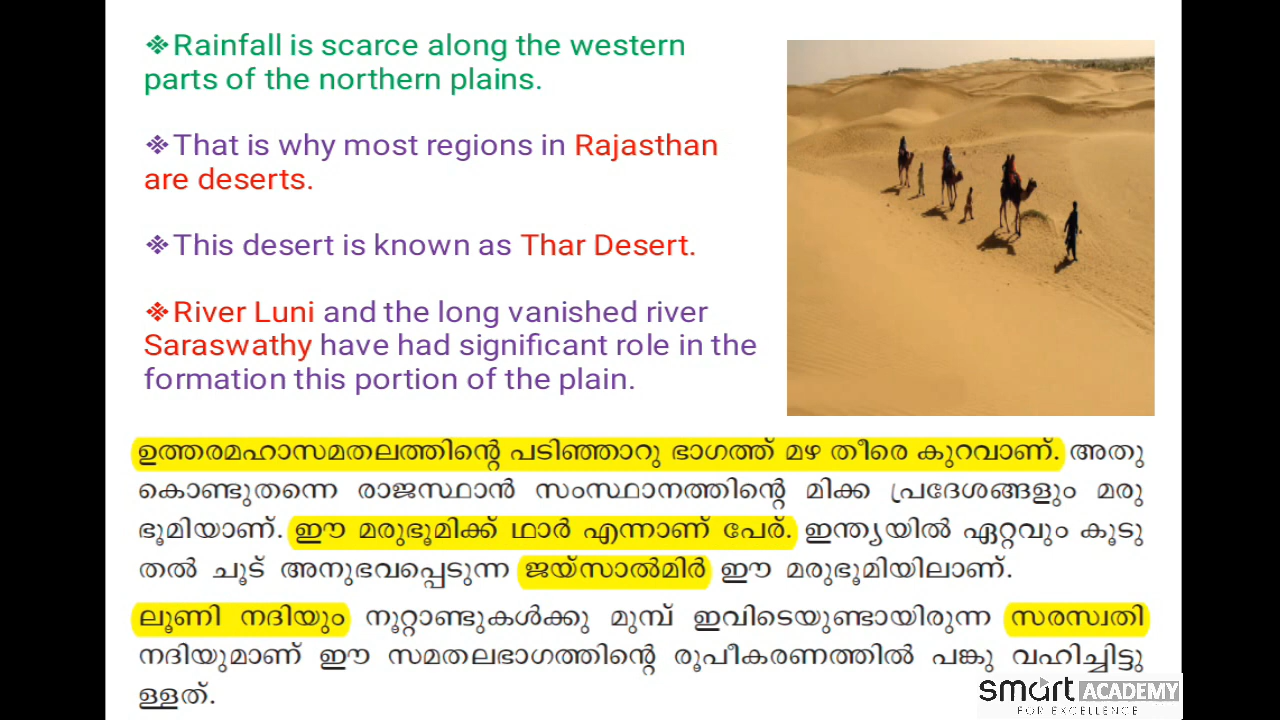 ❖Rainfall is scarce along the western
parts of the northern plains.
❖That is why most regions in Rajasthan
are deserts.
❖This desert is known as Thar Desert.
❖River Luni and the long vanished river
Saraswathy have had significant role in the
formation this portion of the plain.
ഉത്തരമഹാസമതലത്തിന്റെ പടിഞ്ഞാറു ഭാഗത്ത് മഴ തീരെ കുറവാണ്. അതു
കൊണ്ടുതന്നെ രാജസ്ഥാൻ സംസ്ഥാനത്തിന്റെ മിക്ക പ്രദേശങ്ങളും മരു
ഭൂമിയാണ്. ഈ മരുഭൂമിക്ക് ഥാർ എന്നാണ് പേര്. ഇന്ത്യയിൽ ഏറ്റവും കൂടു
തൽ ചൂട് അനുഭവപ്പെടുന്ന ജയ്സാൽമിർ ഈ മരുഭൂമിയിലാണ്.
ലൂണി നദിയും നൂറ്റാണ്ടുകൾക്കു മുമ്പ് ഇവിടെയുണ്ടായിരുന്ന സരസ്വതി
നദിയുമാണ് ഈ സമതലഭാഗത്തിന്റെ രൂപീകരണത്തിൽ പങ്കു വഹിച്ചിട്ടു
ള്ളത്.
smart ACADEMY
FOR EXCELLENCE